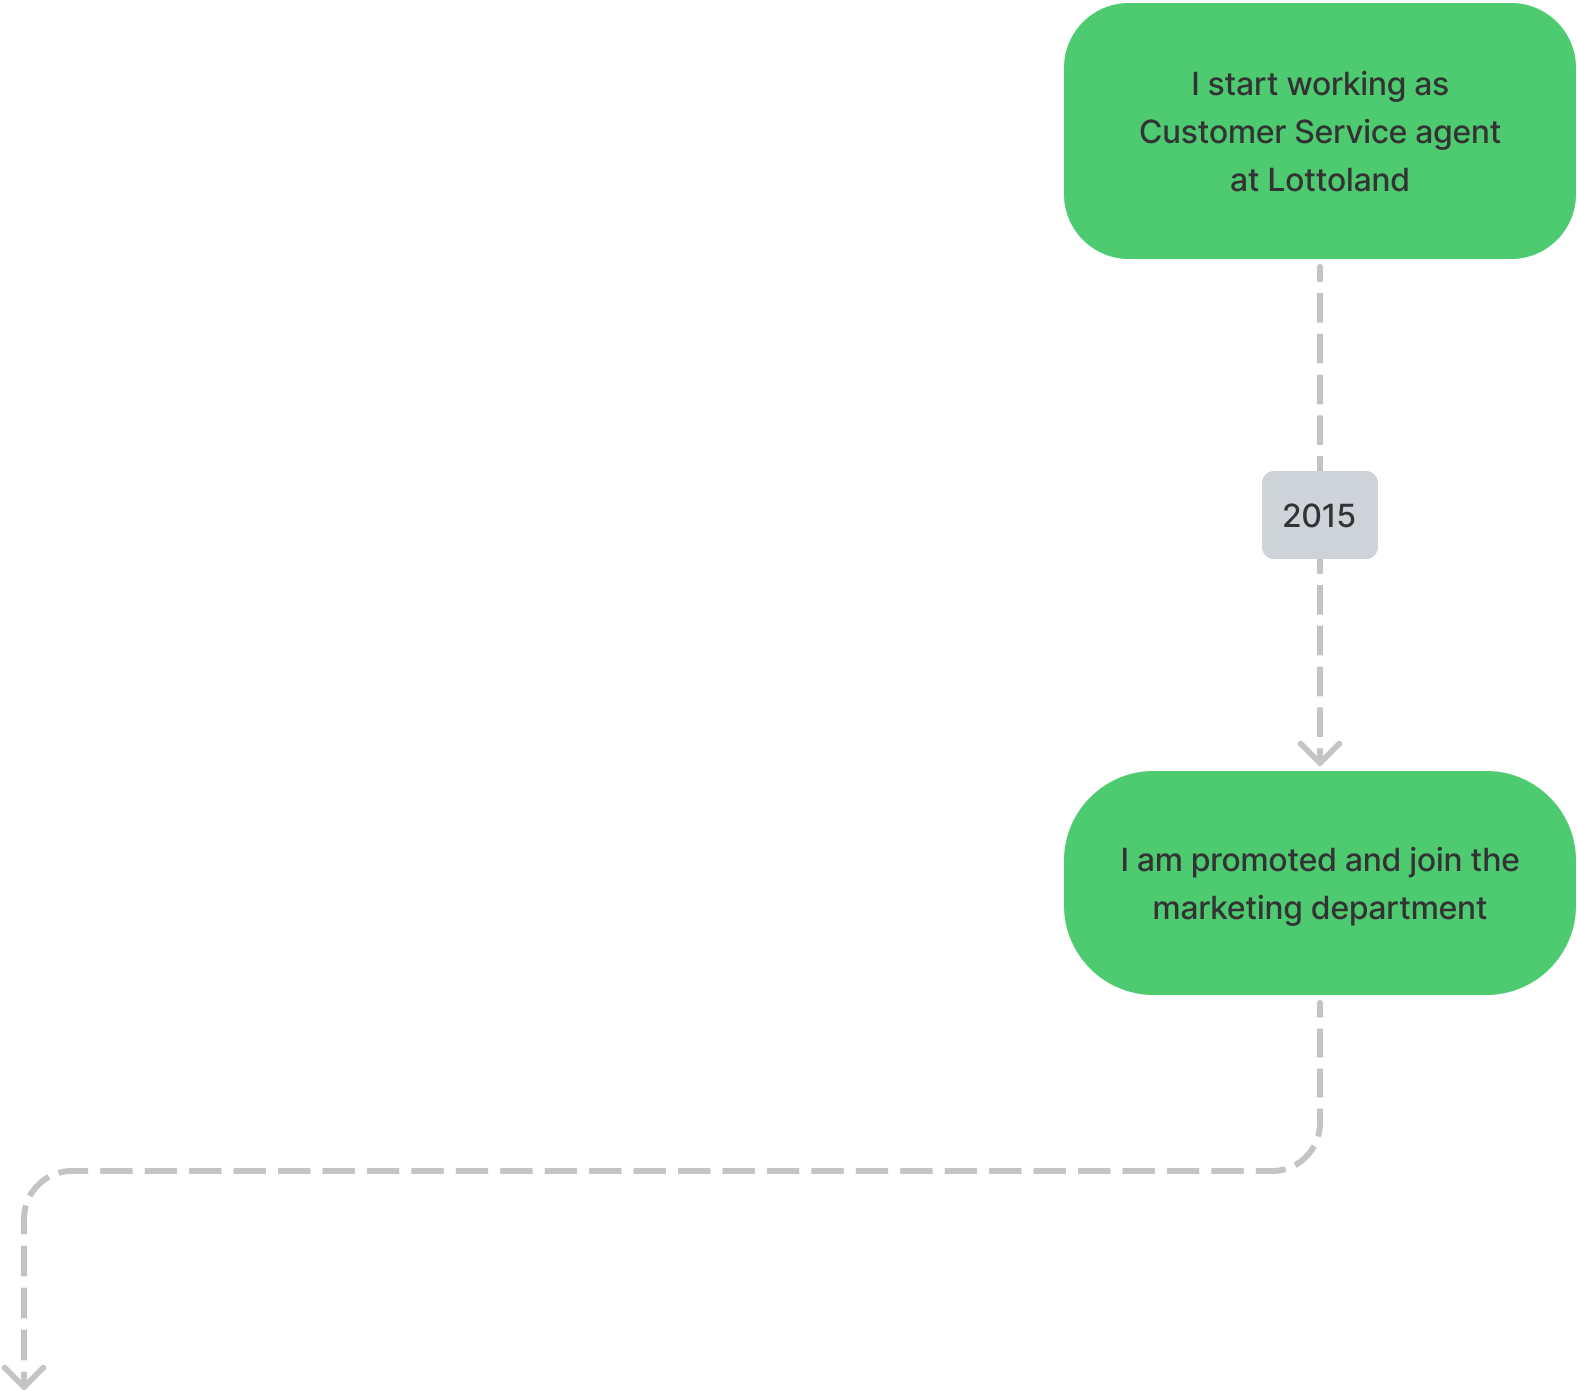 I start working as
Customer Service agent
at Lottoland
2015
I am promoted and join the
marketing department